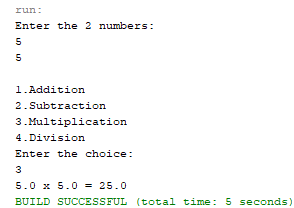 run:
Enter the 2 numbers:
5
5
1.Addition
2.Subtraction
3.Multiplication
4.Division
Enter the choice:
3
5.0 x 5.0 = 25.0
BUILD SUCCESSFUL (total time: 5 seconds)